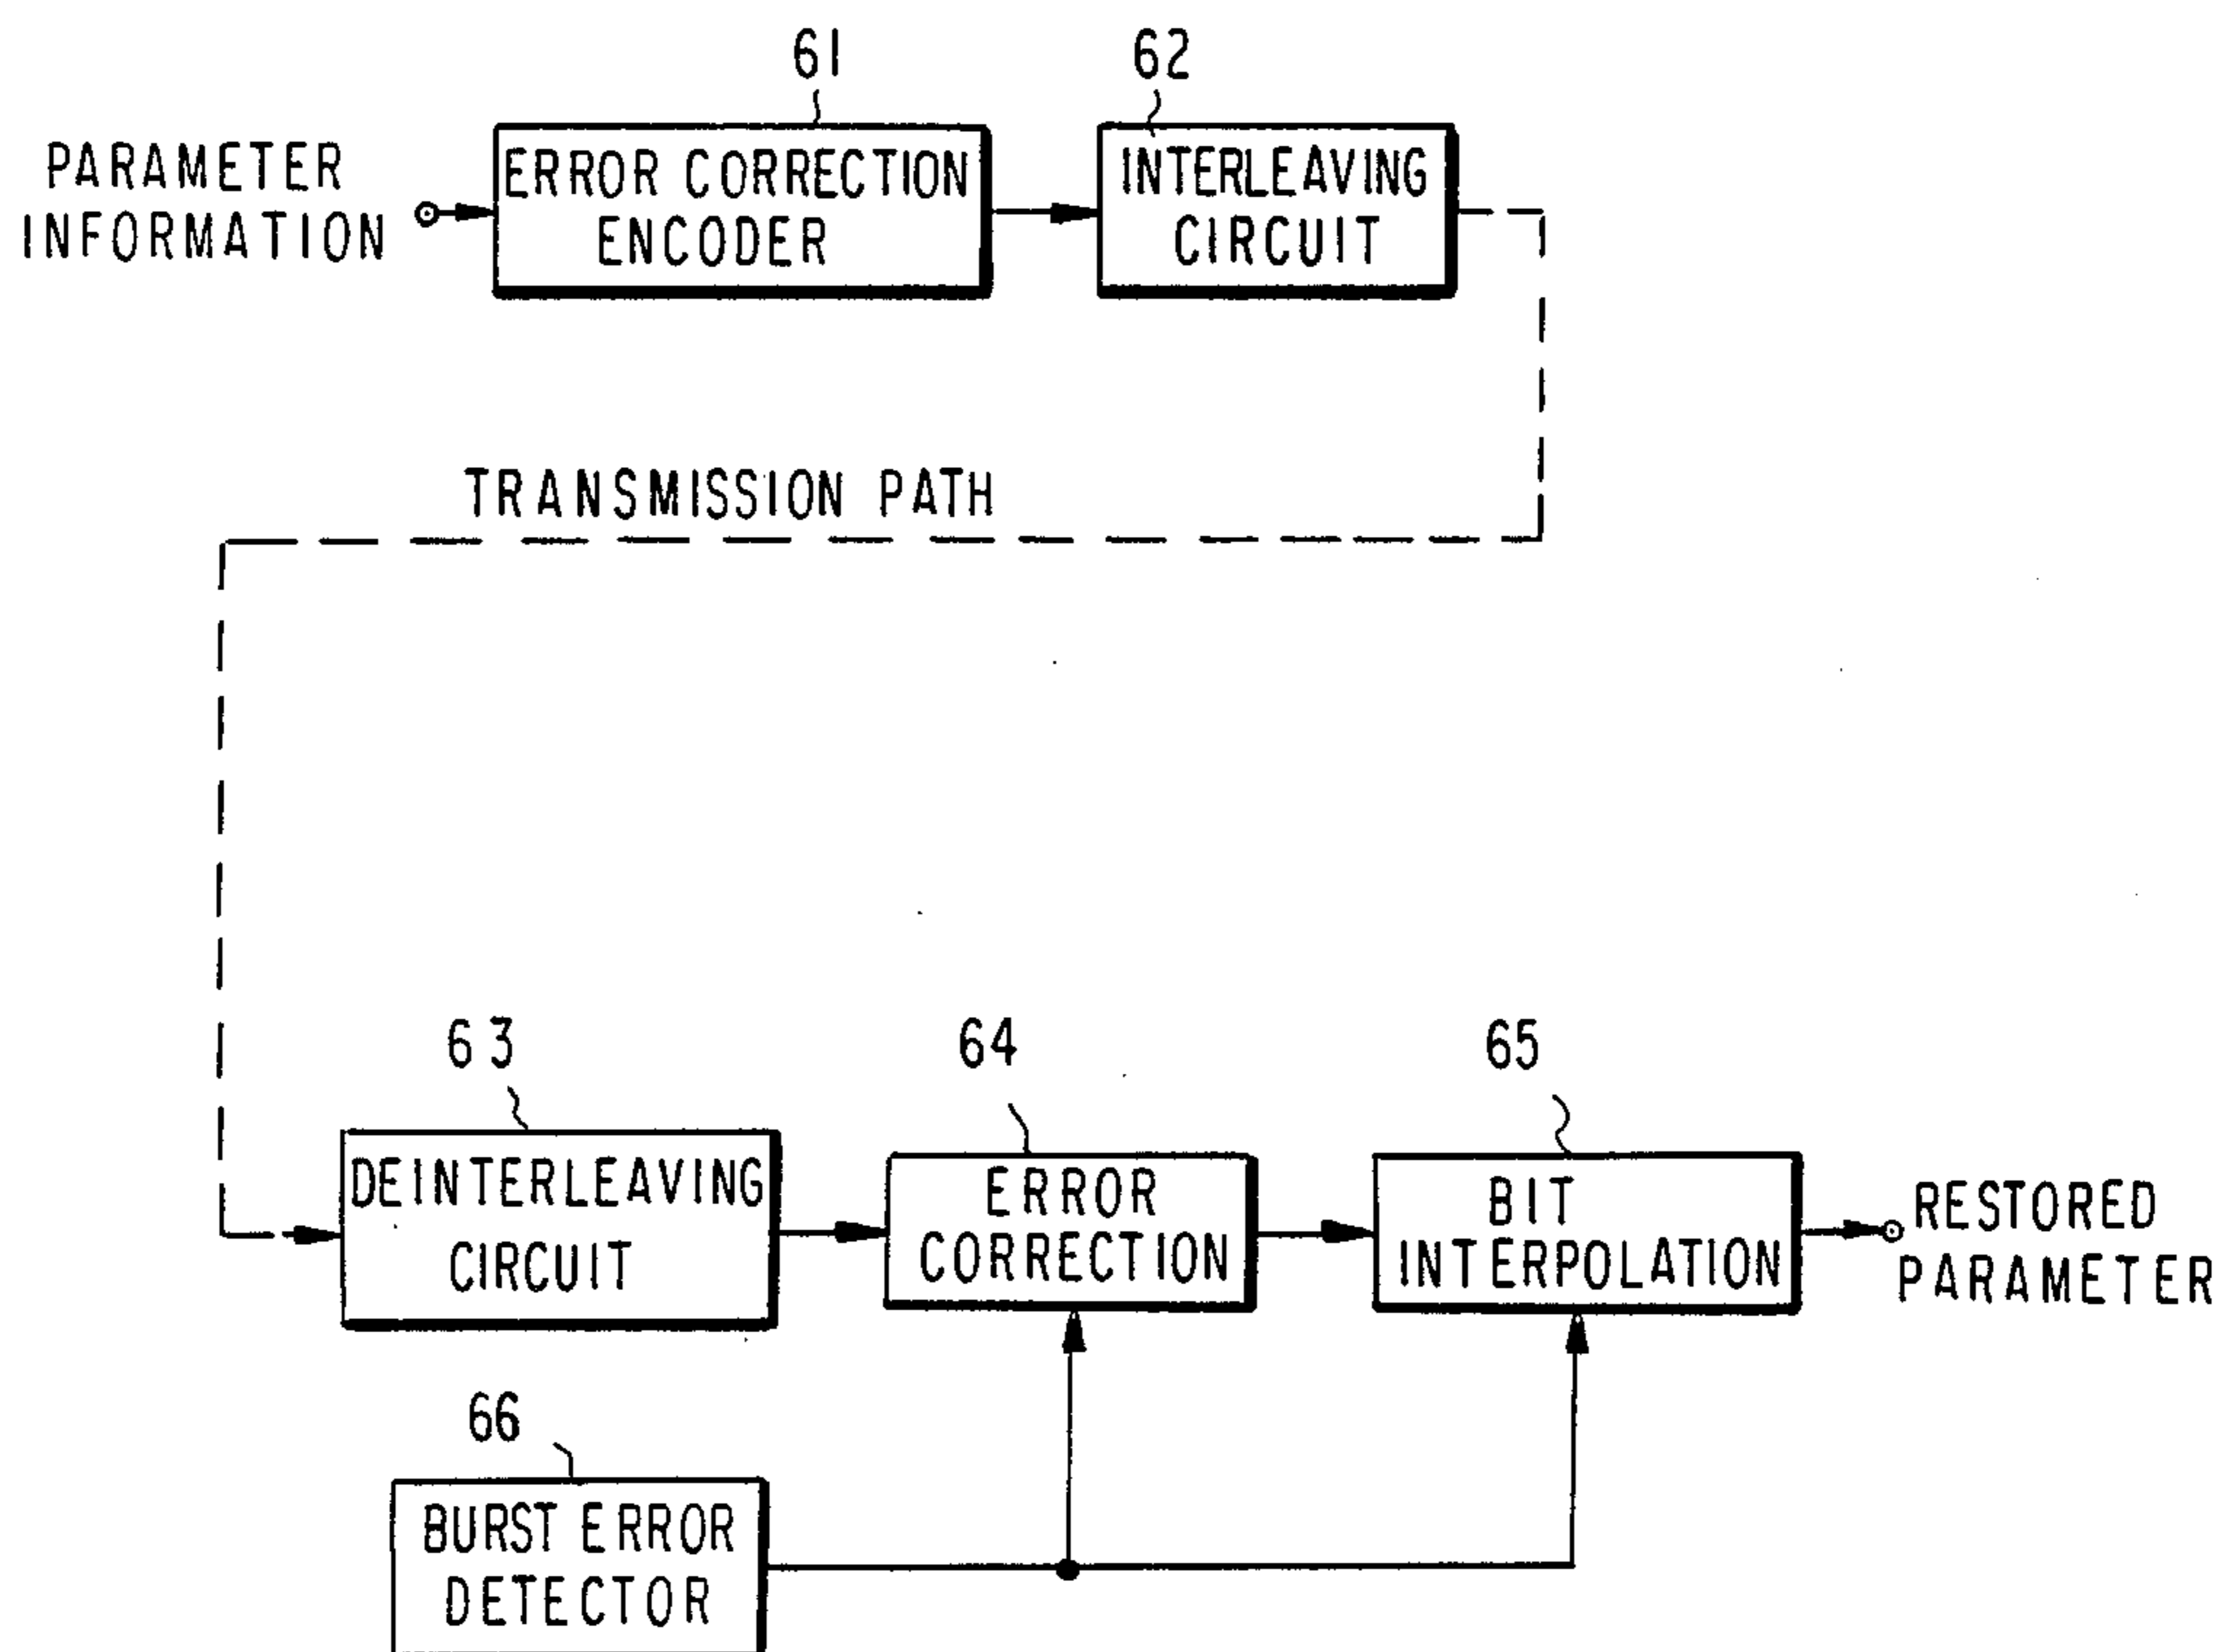 61
62
PARAMETER
INFORMATION
ERROR CORRECTION
ENCODER
INTERLEAVING
CIRCUIT
TRANSMISSION PATH
63
64
65
DEINTERLEAVING
CIRCUIT
ERROR
CORRECTION
BIT
INTERPOLATION
RESTORED
PARAMETER
66
BURST ERROR
DETECTOR